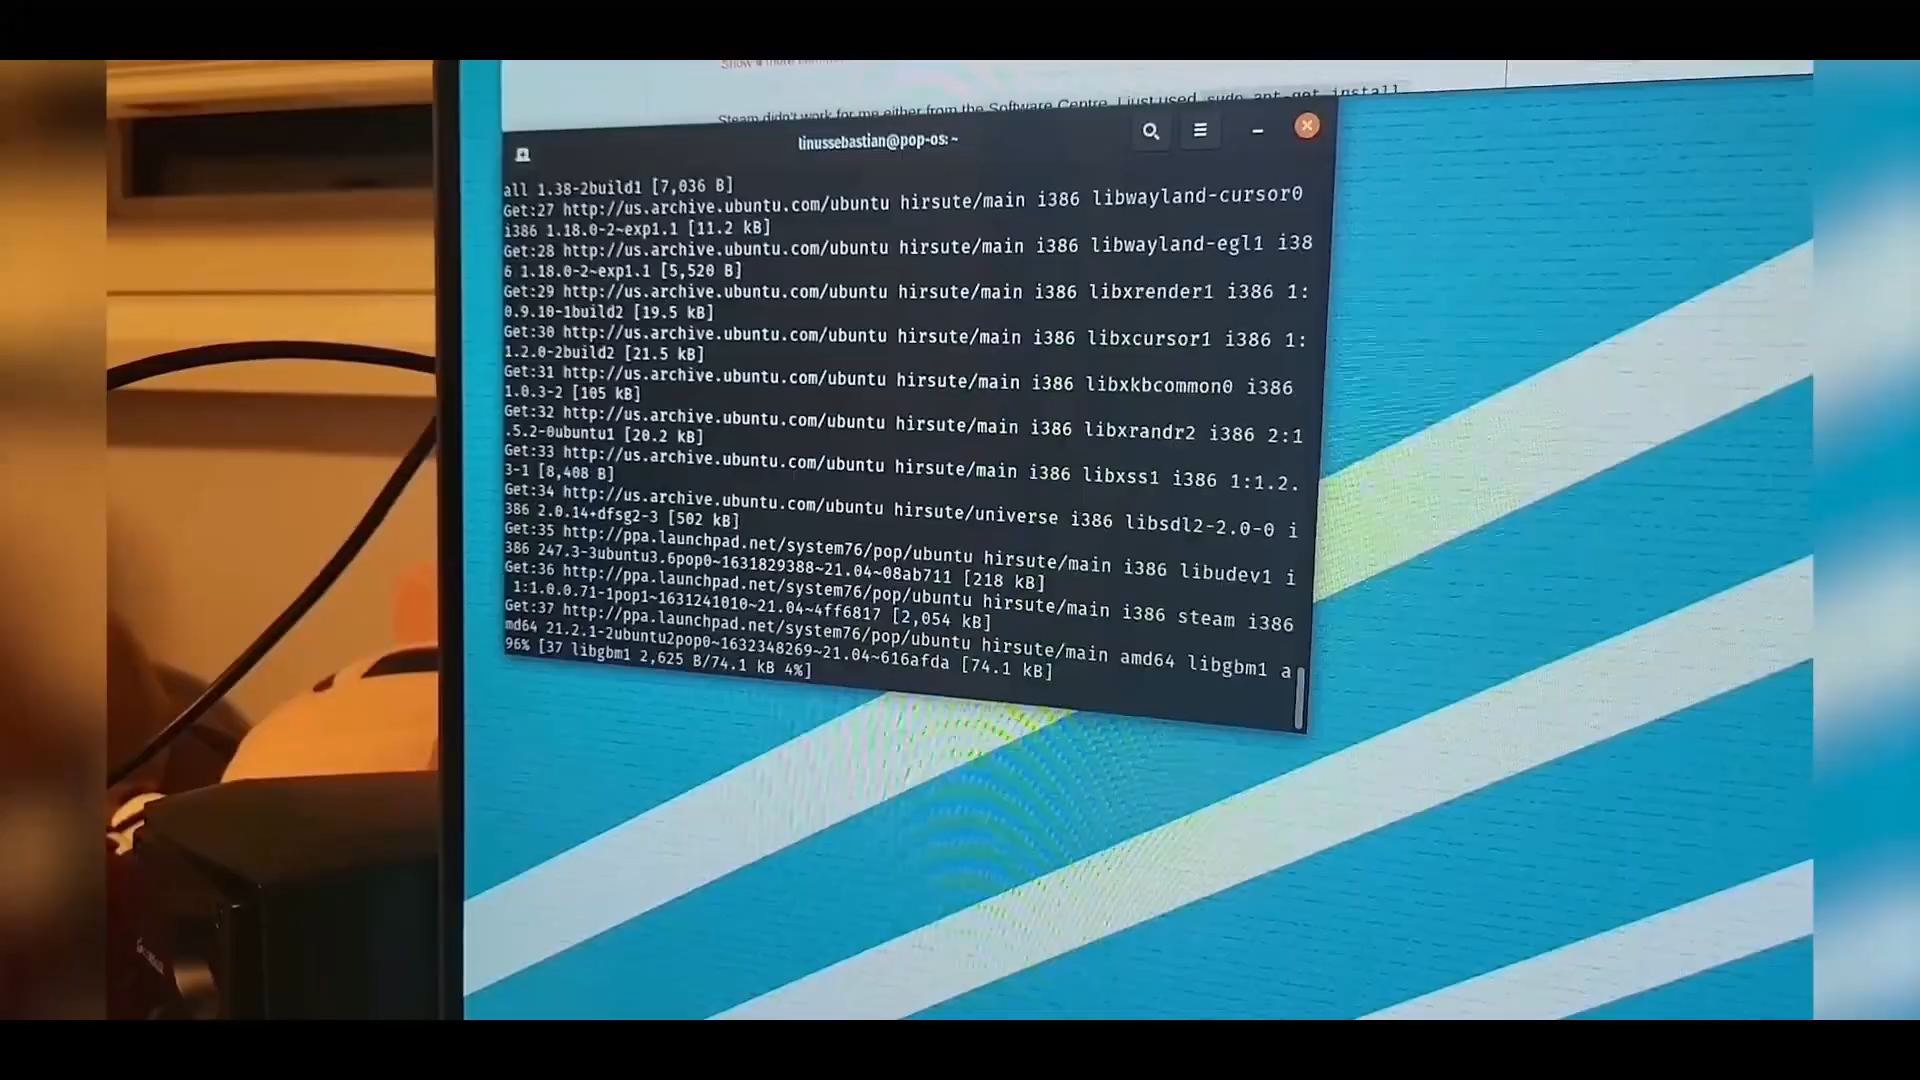 Steam didn't work for me either from the Software Centre. I just used sudo apt-get install
linussebastian@pop-os: ~
all 1.38-2build1 [7,036 B]
Get:27 http://us.archive.ubuntu.com/ubuntu hirsute/main i386 libwayland-cursor0
i386 1.18.0-2~exp1.1 [11.2 kB]
Get:28 http://us.archive.ubuntu.com/ubuntu hirsute/main i386 libwayland-egl1 i38
6 1.18.0-2~exp1.1 [5,520 B]
Get:29 http://us.archive.ubuntu.com/ubuntu hirsute/main i386 libxrender1 i386 1:
0.9.10-1build2 [19.5 kB]
Get:30 http://us.archive.ubuntu.com/ubuntu hirsute/main i386 libxcursor1 i386 1:
1.2.0-2build2 [21.5 kB]
Get:31 http://us.archive.ubuntu.com/ubuntu hirsute/main i386 libxkbcommon0 i386
1.0.3-2 [105 kB]
Get:32 http://us.archive.ubuntu.com/ubuntu hirsute/main i386 libxrandr2 i386 2:1
.5.2-0ubuntu1 [20.2 kB]
Get:33 http://us.archive.ubuntu.com/ubuntu hirsute/main i386 libxss1 i386 1:1.2.
3-1 [8,408 B]
Get:34 http://us.archive.ubuntu.com/ubuntu hirsute/universe i386 libsdl2-2.0-0 i
386 2.0.14+dfsg2-3 [502 kB]
Get:35 http://ppa.launchpad.net/system76/pop/ubuntu hirsute/main i386 libudev1 i
386 247.3-3ubuntu3.6pop0~1631829388~21.04~08ab711 [218 kB]
Get:36 http://ppa.launchpad.net/system76/pop/ubuntu hirsute/main i386 steam i386
1:1.0.0.71-1pop1~1631241010~21.04~4ff6817 [2,054 kB]
Get:37 http://ppa.launchpad.net/system76/pop/ubuntu hirsute/main amd64 libgbm1 a
md64 21.2.1-2ubuntu2pop0~1632348269~21.04~616afda [74.1 kB]
96% [37 libgbm1 2,625 B/74.1 kB 4%]